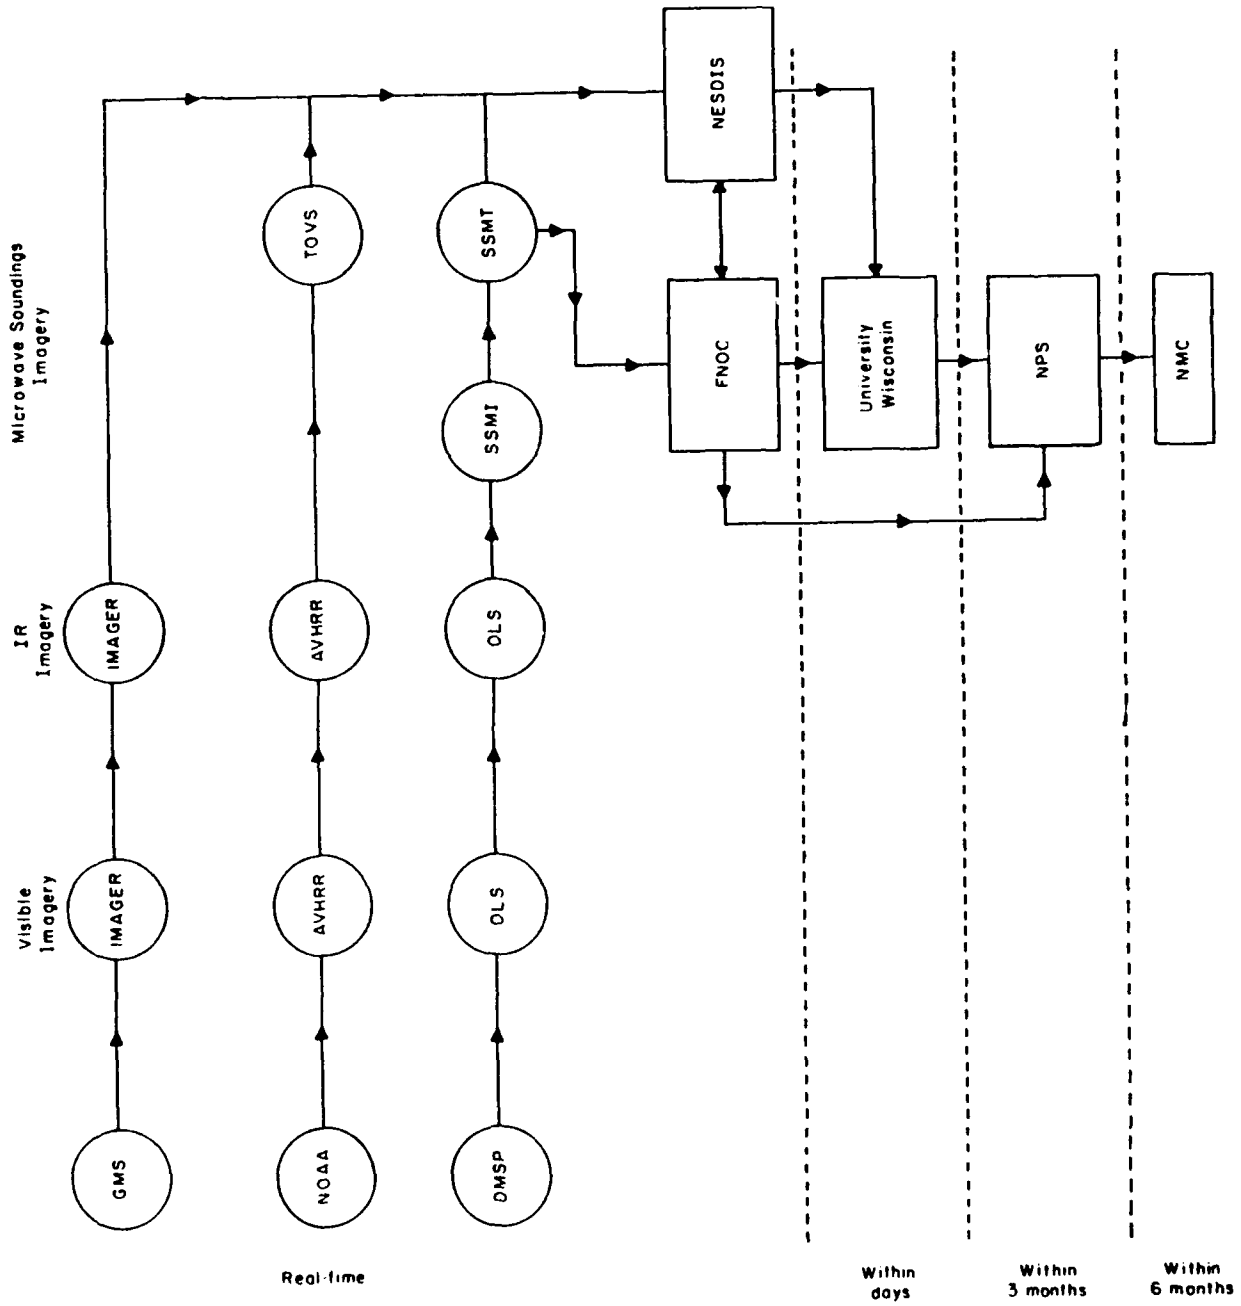 Visible
Imagery
IR
Imagery
Microwave Soundings
Imagery
GMS
IMAGER
IMAGER
NOAA
AVHRR
AVHRR
TOVS
Real-time
DMSP
OLS
OLS
SSMI
SSMT
FNOC
NESDIS
Within
days
University
Wisconsin
Within
3 months
NPS
Within
6 months
NMC